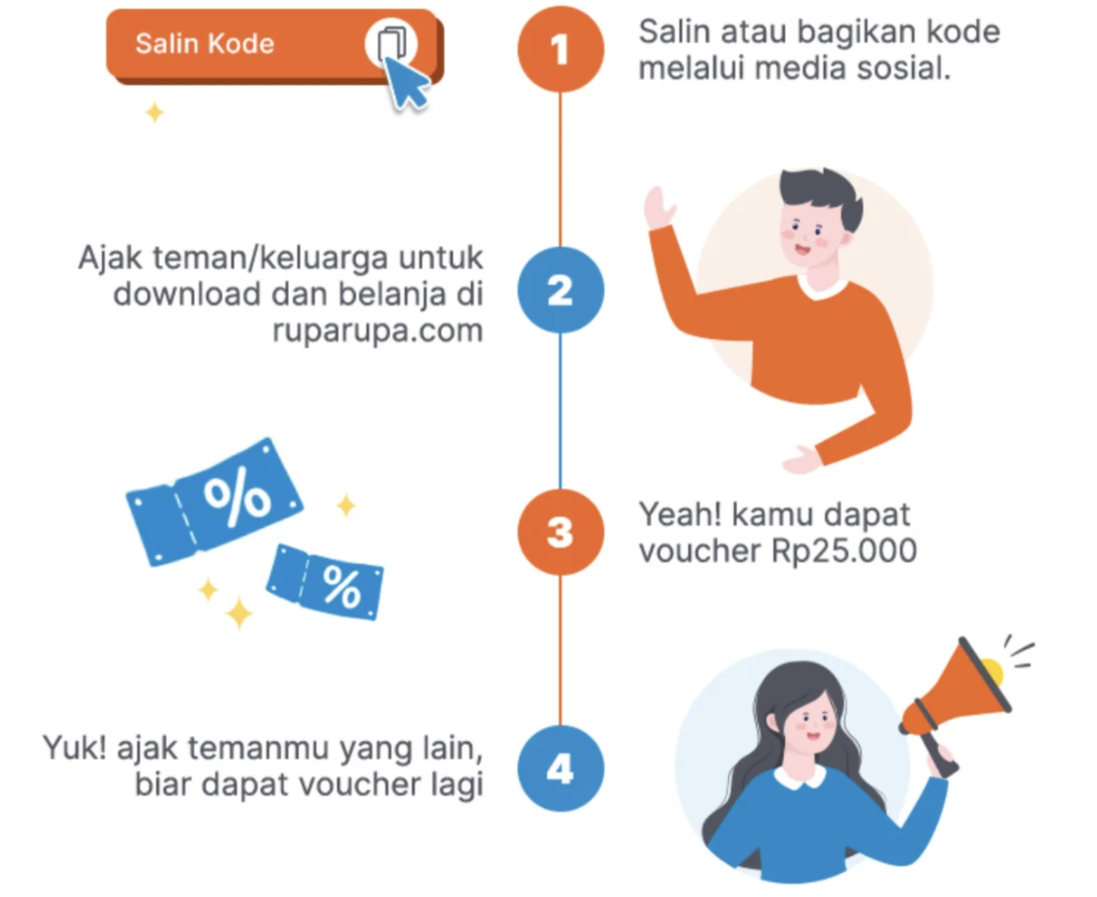 Salin Kode
1
Salin atau bagikan kode
melalui media sosial.
Ajak teman/keluarga untuk
download dan belanja di
ruparupa.com
2
%
%
3
Yeah! kamu dapat
voucher Rp25.000
Yuk! ajak temanmu yang lain,
biar dapat voucher lagi
4